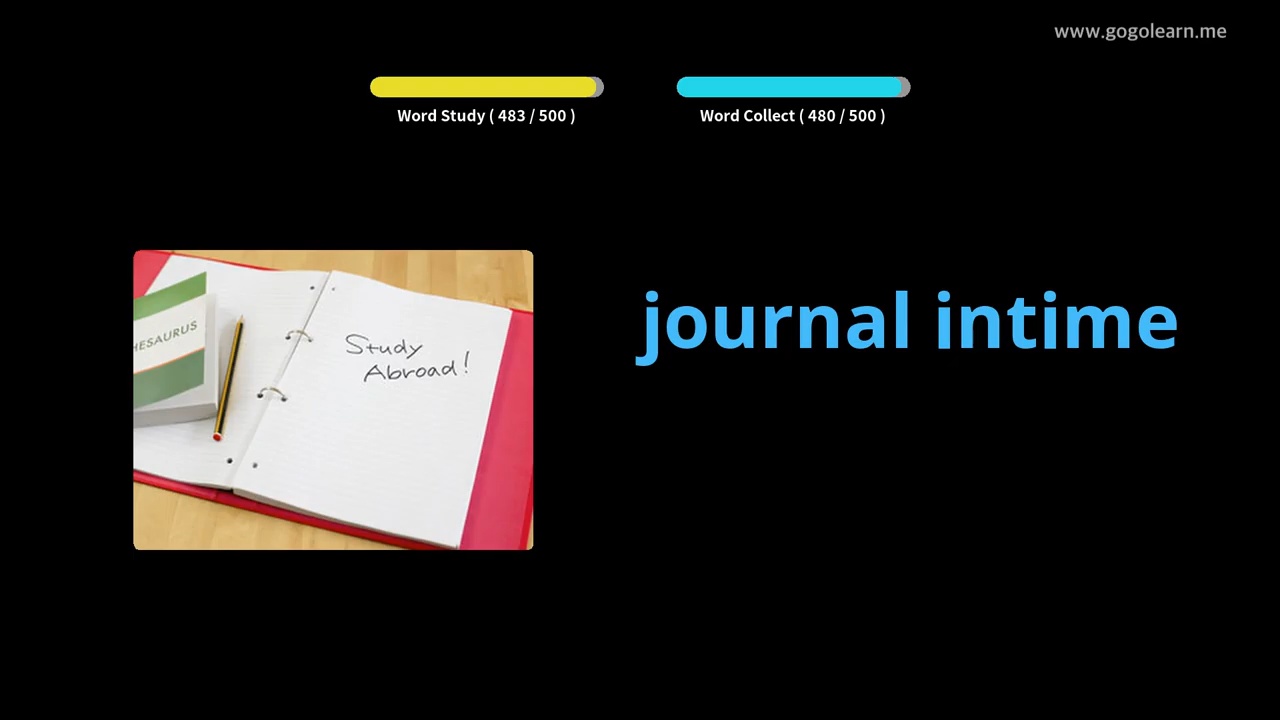 www.gogolearn.me
Word Study ( 483 / 500 )
Word Collect ( 480 / 500 )
journal intime
HESAURUS
Study
Abroad!